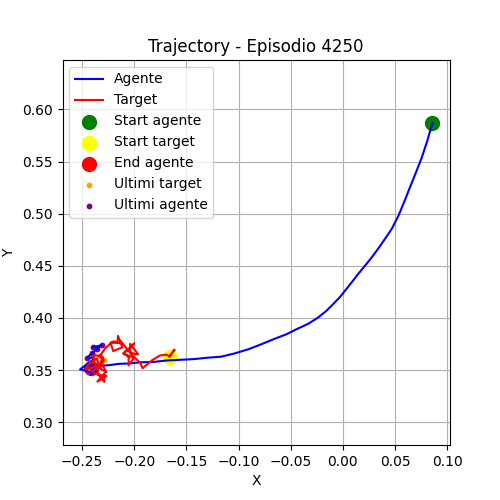 Trajectory - Episodio 4250
Agente
Target
Start agente
Start target
End agente
Ultimi target
Ultimi agente
Y
0.60
0.55
0.50
0.45
0.40
0.35
0.30
−0.25
−0.20
−0.15
−0.10
−0.05
0.00
0.05
0.10
X